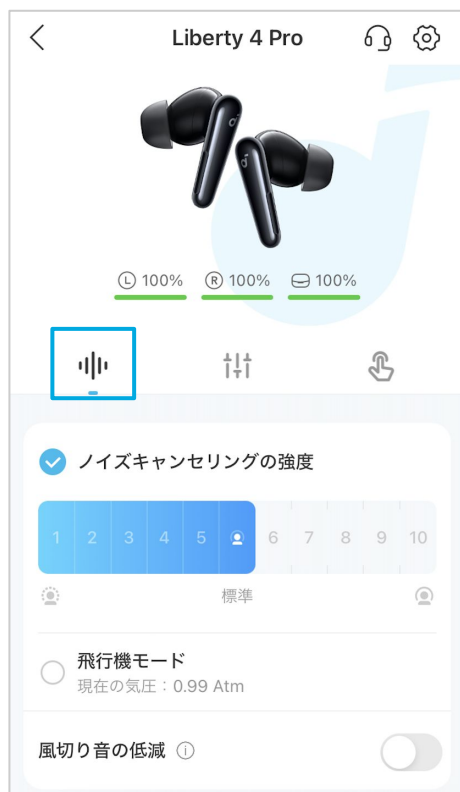 Liberty 4 Pro
L 100% R 100% 100%
ノイズキャンセリングの強度
1 2 3 4 5 6 7 8 9 10
標準
飛行機モード
現在の気圧：0.99 Atm
風切り音の低減